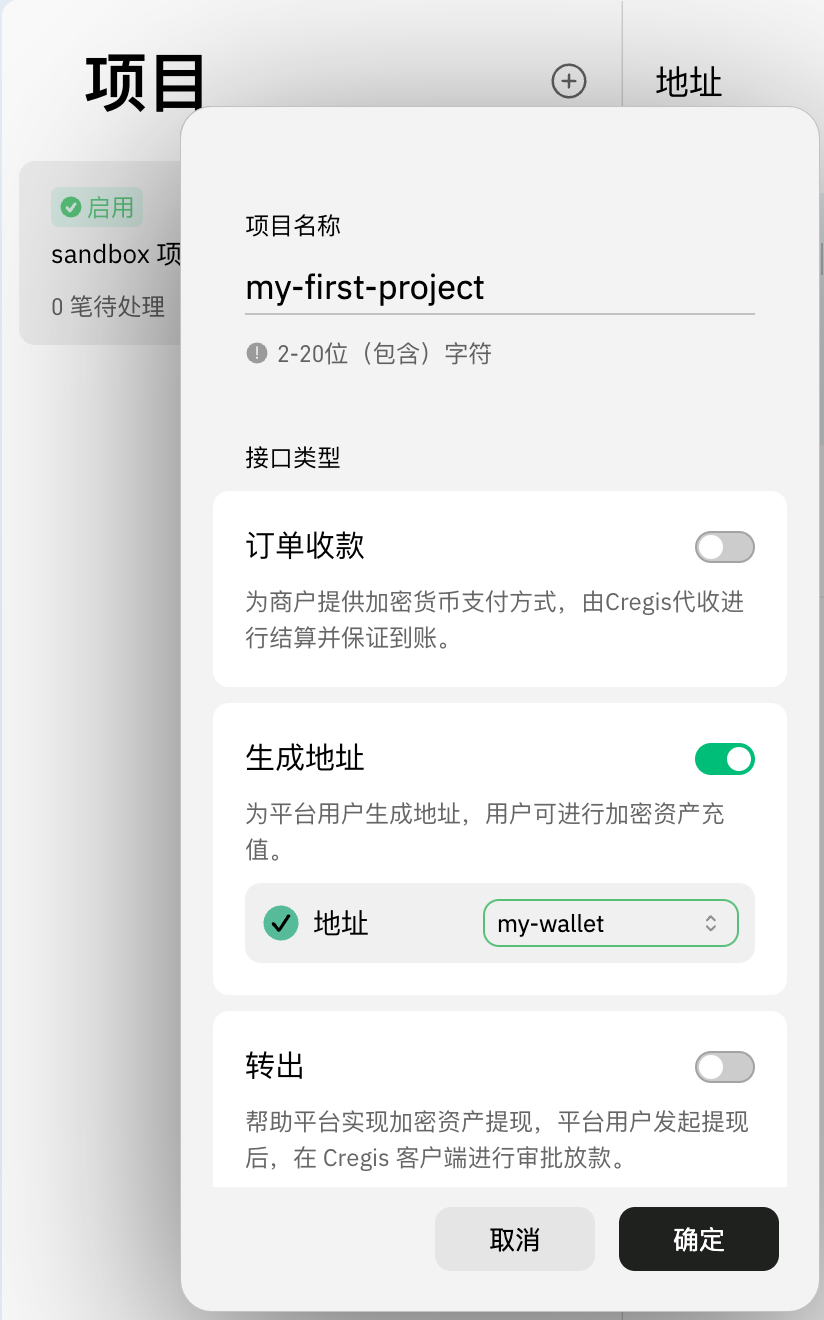 项目
地址
启用
sandbox 项
0 笔待处理
项目名称
my-first-project
2-20位（包含）字符
接口类型
订单收款
为商户提供加密货币支付方式，由Cregis代收进
行结算并保证到账。
生成地址
为平台用户生成地址，用户可进行加密资产充
值。
地址
my-wallet
转出
帮助平台实现加密资产提现，平台用户发起提现
后，在 Cregis 客户端进行审批放款。
取消
确定